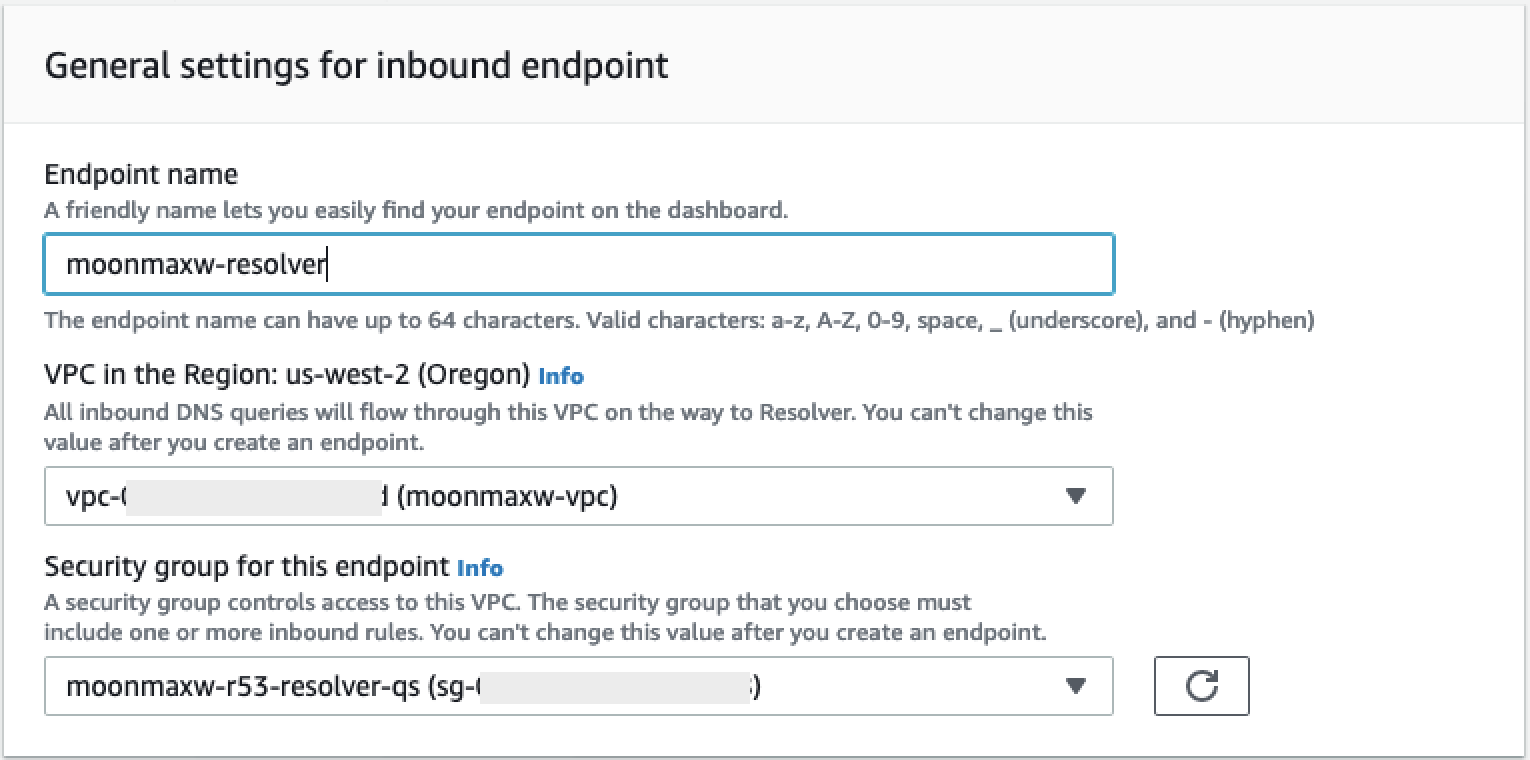 General settings for inbound endpoint
Endpoint name
A friendly name lets you easily find your endpoint on the dashboard.
moonmaxw-resolver
The endpoint name can have up to 64 characters. Valid characters: a-z, A-Z, 0-9, space, _ (underscore), and - (hyphen)
VPC in the Region: us-west-2 (Oregon) Info
All inbound DNS queries will flow through this VPC on the way to Resolver. You can't change this
value after you create an endpoint.
vpc- (moonmaxw-vpc)
Security group for this endpoint Info
A security group controls access to this VPC. The security group that you choose must
include one or more inbound rules. You can't change this value after you create an endpoint.
moonmaxw-r53-resolver-qs (sg- )